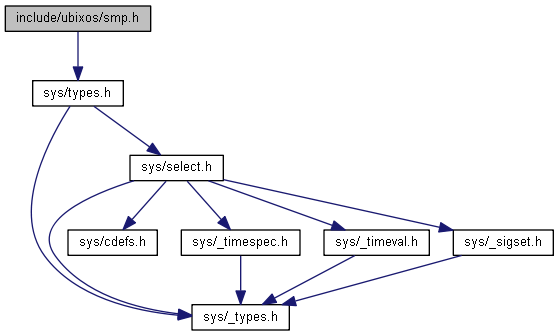 include/ubixos/smp.h
sys/types.h
sys/select.h
sys/cdefs.h
sys/_timespec.h
sys/_timeval.h
sys/_sigset.h
sys/_types.h